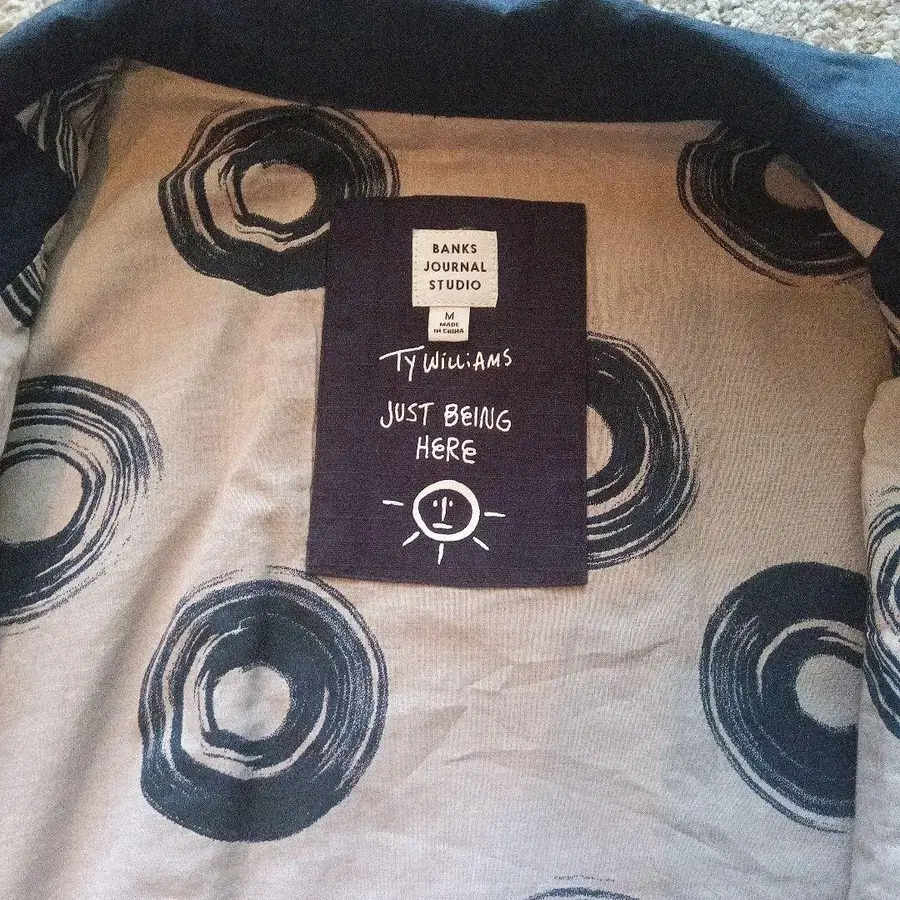 BANKS
JOURNAL
STUDIO
M
MADE
IN CHINA
TY WiLLiAMS
JUST BEING
HERE